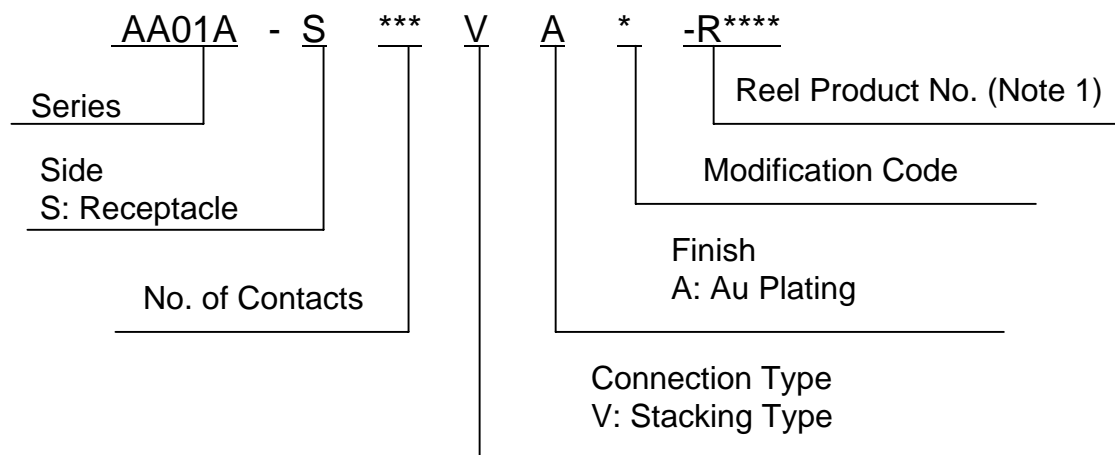 AA01A - S *** V A * -R****
Series
Reel Product No. (Note 1)
Side
S: Receptacle
Modification Code
No. of Contacts
Finish
A: Au Plating
Connection Type
V: Stacking Type